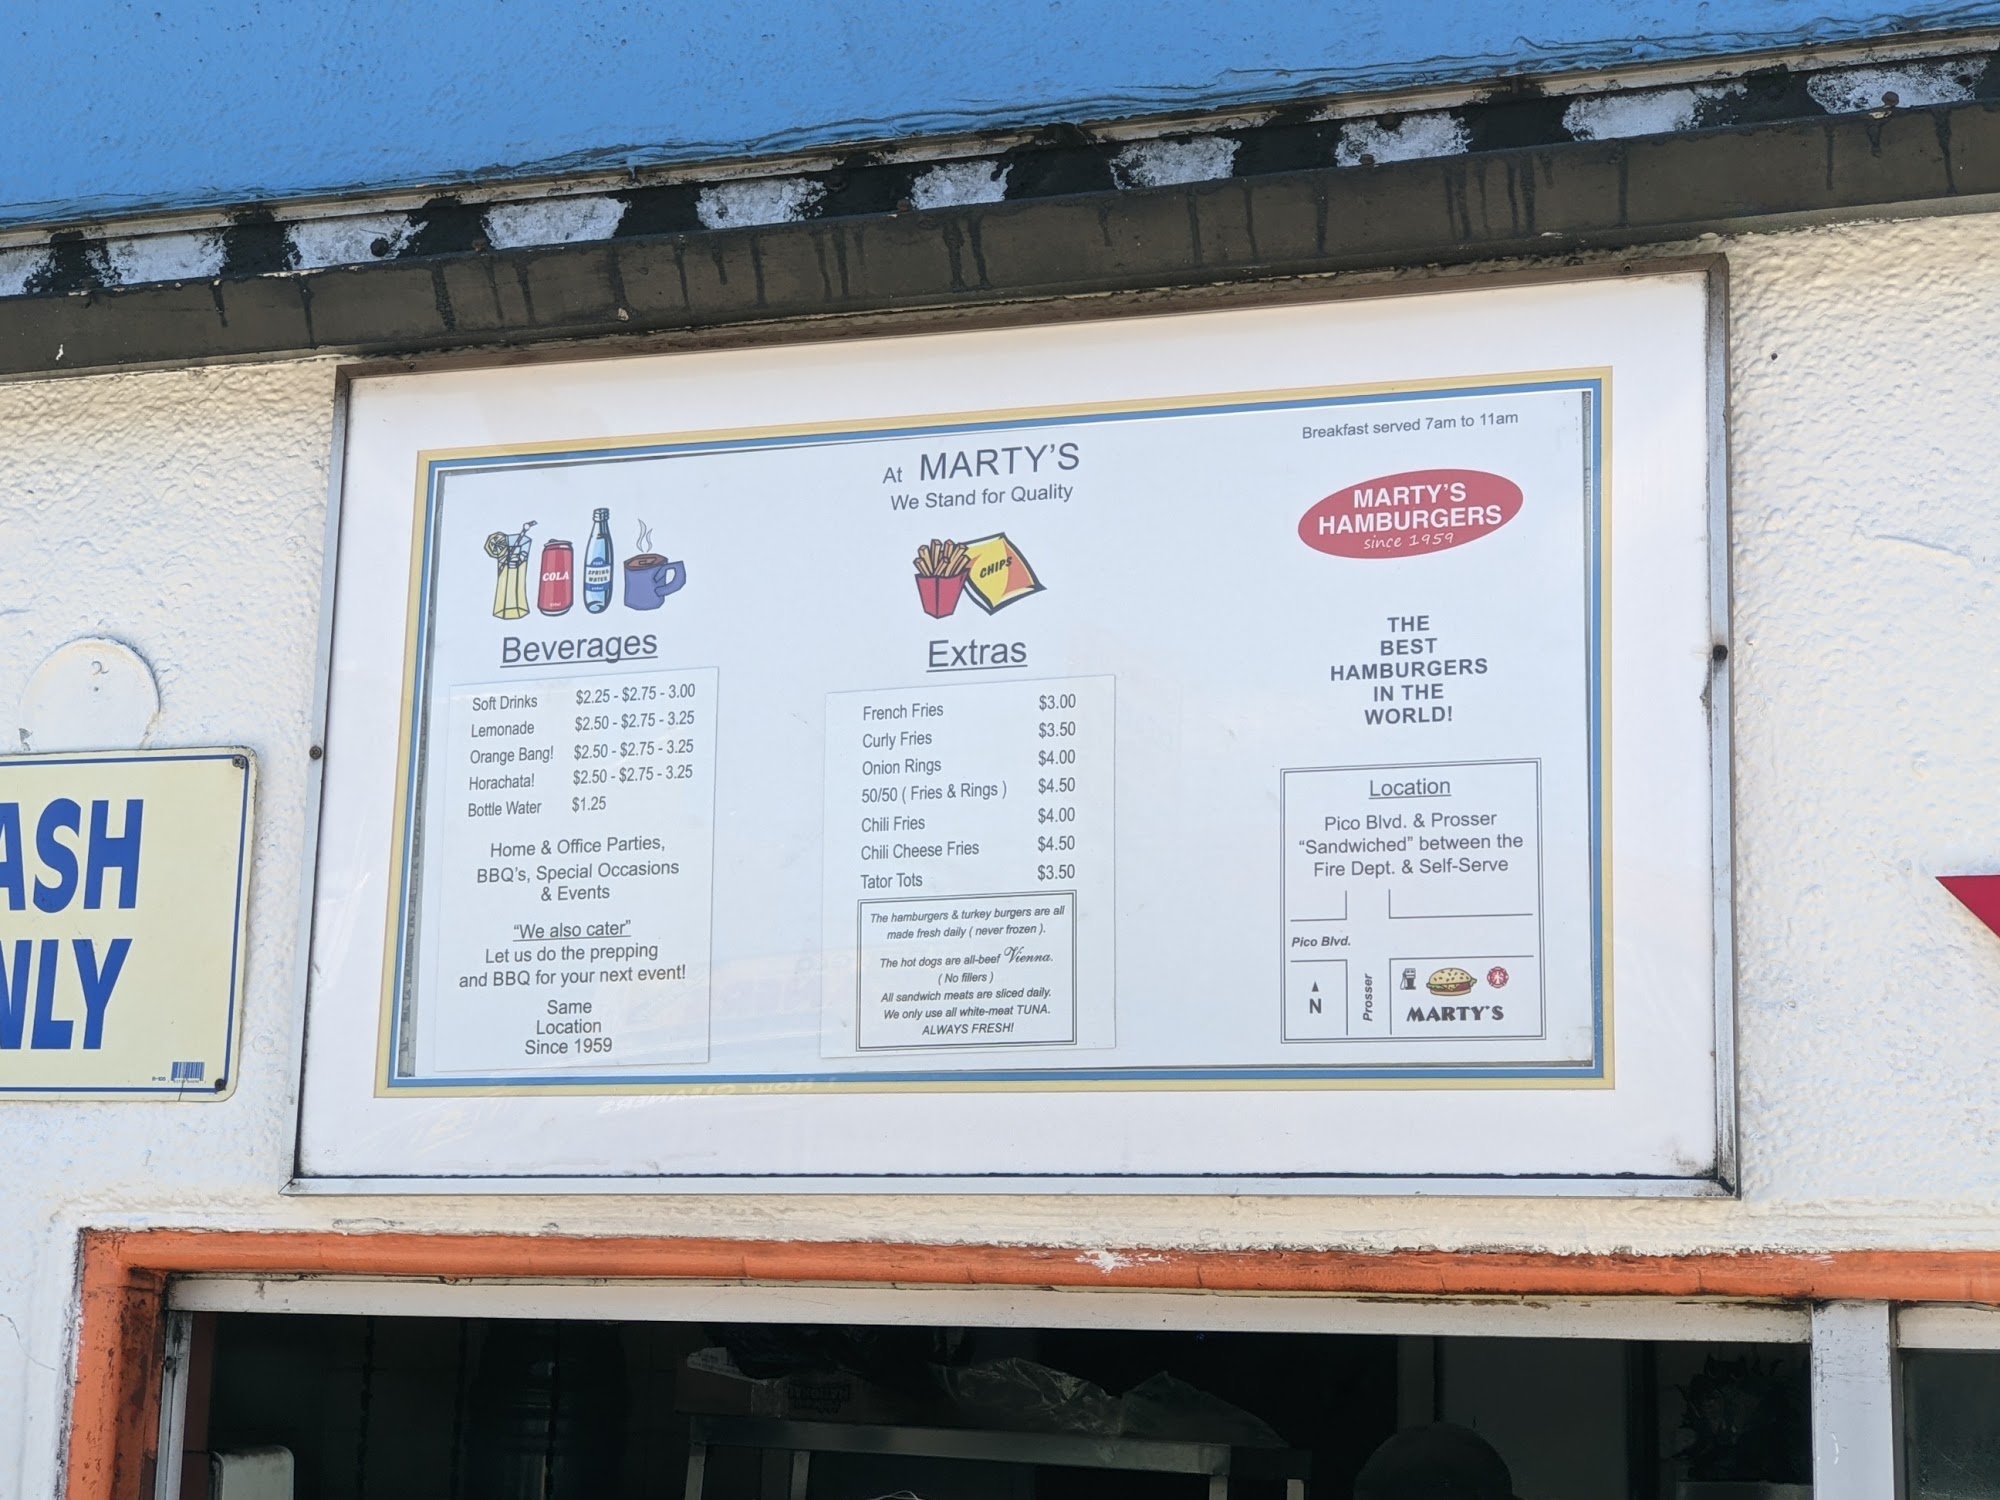 ASH
NLY
At MARTY'S
We Stand for Quality
Breakfast served 7am to 11am
MARTY'S
HAMBURGERS
since 1959
COLA
SPRING
WATER
CHIPS
Beverages
Soft Drinks $2.25 - $2.75 - 3.00
Lemonade $2.50 - $2.75 - 3.25
Orange Bang! $2.50 - $2.75 - 3.25
Horachata! $2.50 - $2.75 - 3.25
Bottle Water $1.25
Home & Office Parties,
BBQ's, Special Occasions
& Events
"We also cater"
Let us do the prepping
and BBQ for your next event!
Same
Location
Since 1959
Extras
French Fries $3.00
Curly Fries $3.50
Onion Rings $4.00
50/50 ( Fries & Rings ) $4.50
Chili Fries $4.00
Chili Cheese Fries $4.50
Tator Tots $3.50
The hamburgers & turkey burgers are all
made fresh daily ( never frozen ).
The hot dogs are all-beef Vienna.
( No fillers )
All sandwich meats are sliced daily.
We only use all white-meat TUNA.
ALWAYS FRESH!
THE
BEST
HAMBURGERS
IN THE
WORLD!
Location
Pico Blvd. & Prosser
"Sandwiched" between the
Fire Dept. & Self-Serve
Pico Blvd.
N
Prosser
MARTY'S